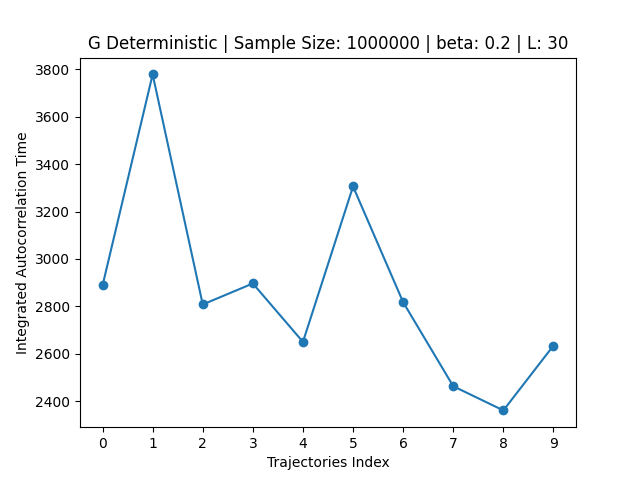 G Deterministic | Sample Size: 1000000 | beta: 0.2 | L: 30
Integrated Autocorrelation Time
3800
3600
3400
3200
3000
2800
2600
2400
0 1 2 3 4 5 6 7 8 9
Trajectories Index